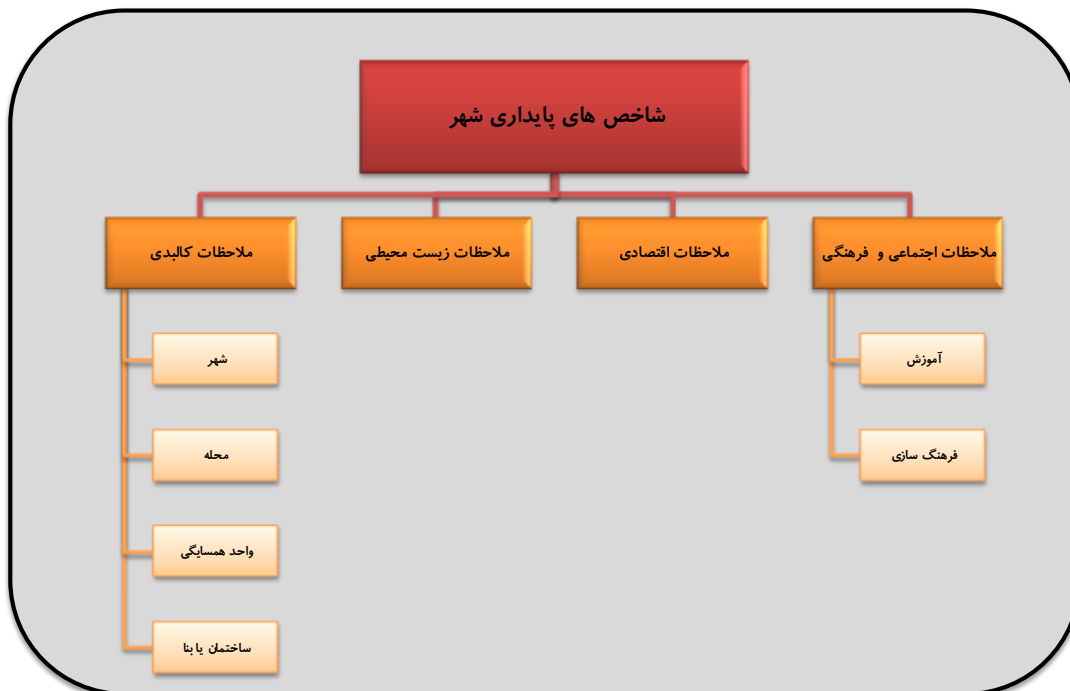 شاخص های پایداری شهر
ملاحظات اجتماعی و فرهنگی
ملاحظات اقتصادی
ملاحظات زیست محیطی
ملاحظات کالبدی
آموزش
فرهنگ سازی
شهر
محله
واحد همسایگی
ساختمان یا بنا